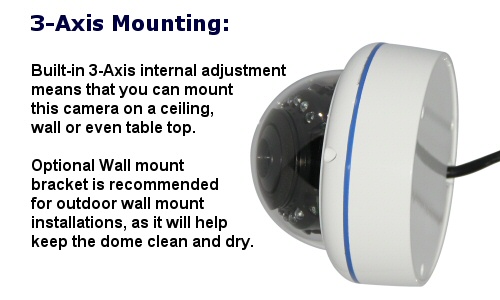 3-Axis Mounting:
Built-in 3-Axis internal adjustment
means that you can mount
this camera on a ceiling,
wall or even table top.
Optional Wall mount
bracket is recommended
for outdoor wall mount
installations, as it will help
keep the dome clean and dry.